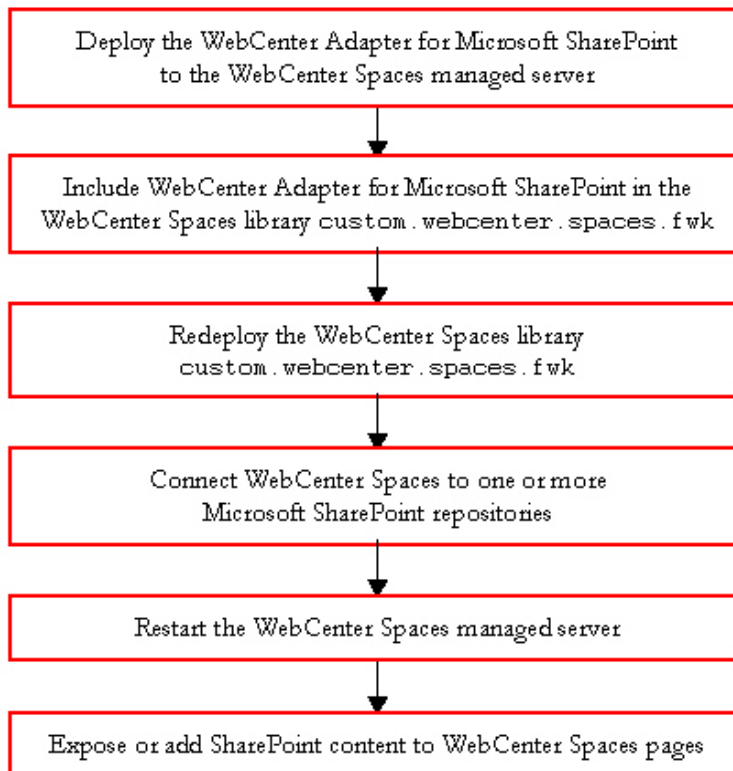 Deploy the WebCenter Adapter for Microsoft SharePoint
to the WebCenter Spaces managed server
Include WebCenter Adapter for Microsoft SharePoint in the
WebCenter Spaces library custom.webcenter.spaces.fwk
Redeploy the WebCenter Spaces library
custom.webcenter.spaces.fwk
Connect WebCenter Spaces to one or more
Microsoft SharePoint repositories
Restart the WebCenter Spaces managed server
Expose or add SharePoint content to WebCenter Spaces pages